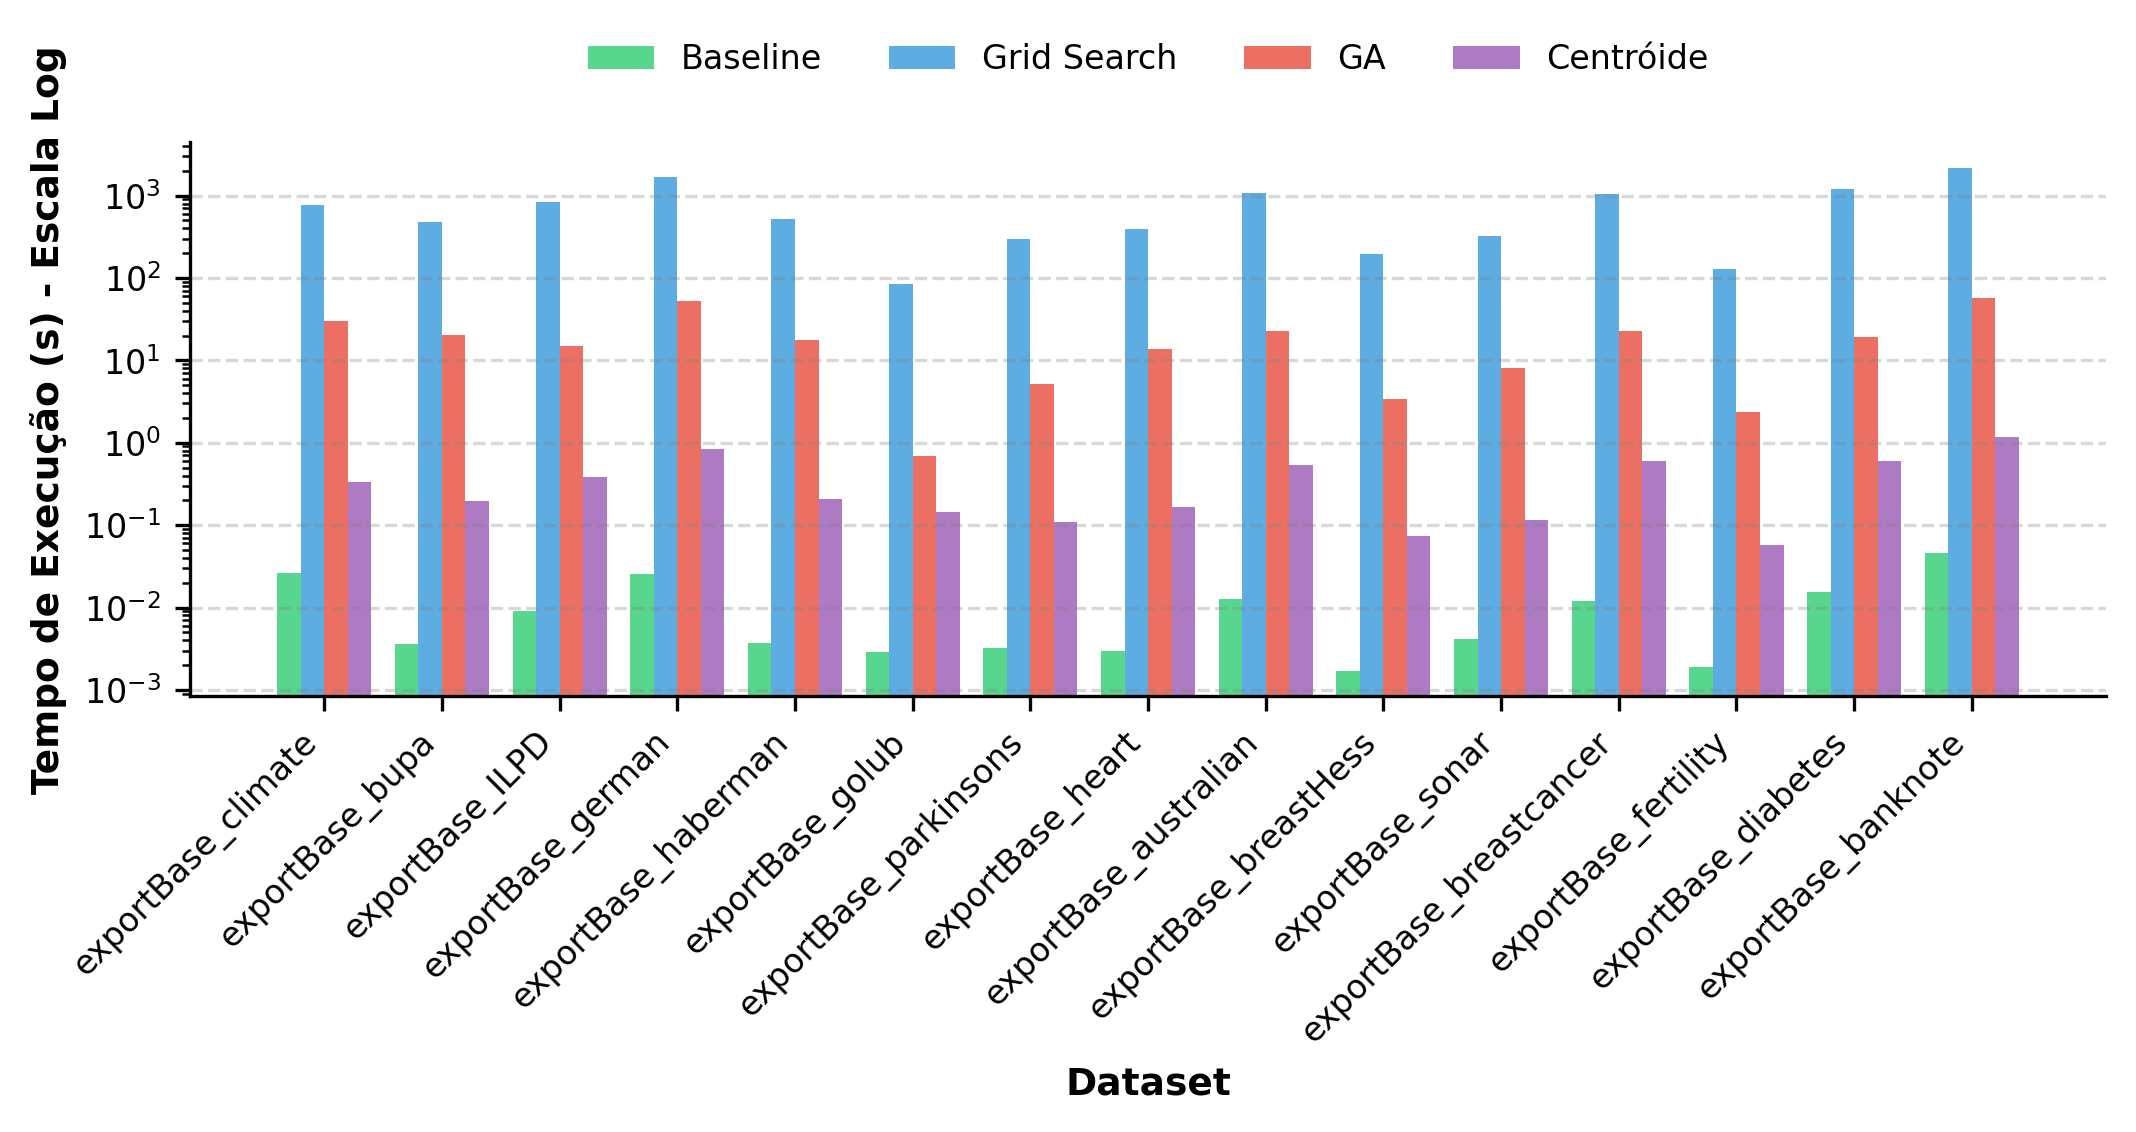 Baseline Grid Search GA Centróide
Tempo de Execução (s) - Escala Log
10³
10²
10¹
10⁰
10⁻¹
10⁻²
10⁻³
exportBase_climate
exportBase_bupa
exportBase_ILPD
exportBase_german
exportBase_haberman
exportBase_golub
exportBase_parkinsons
exportBase_heart
exportBase_australian
exportBase_breastHess
exportBase_sonar
exportBase_breastcancer
exportBase_fertility
exportBase_diabetes
exportBase_banknote
Dataset